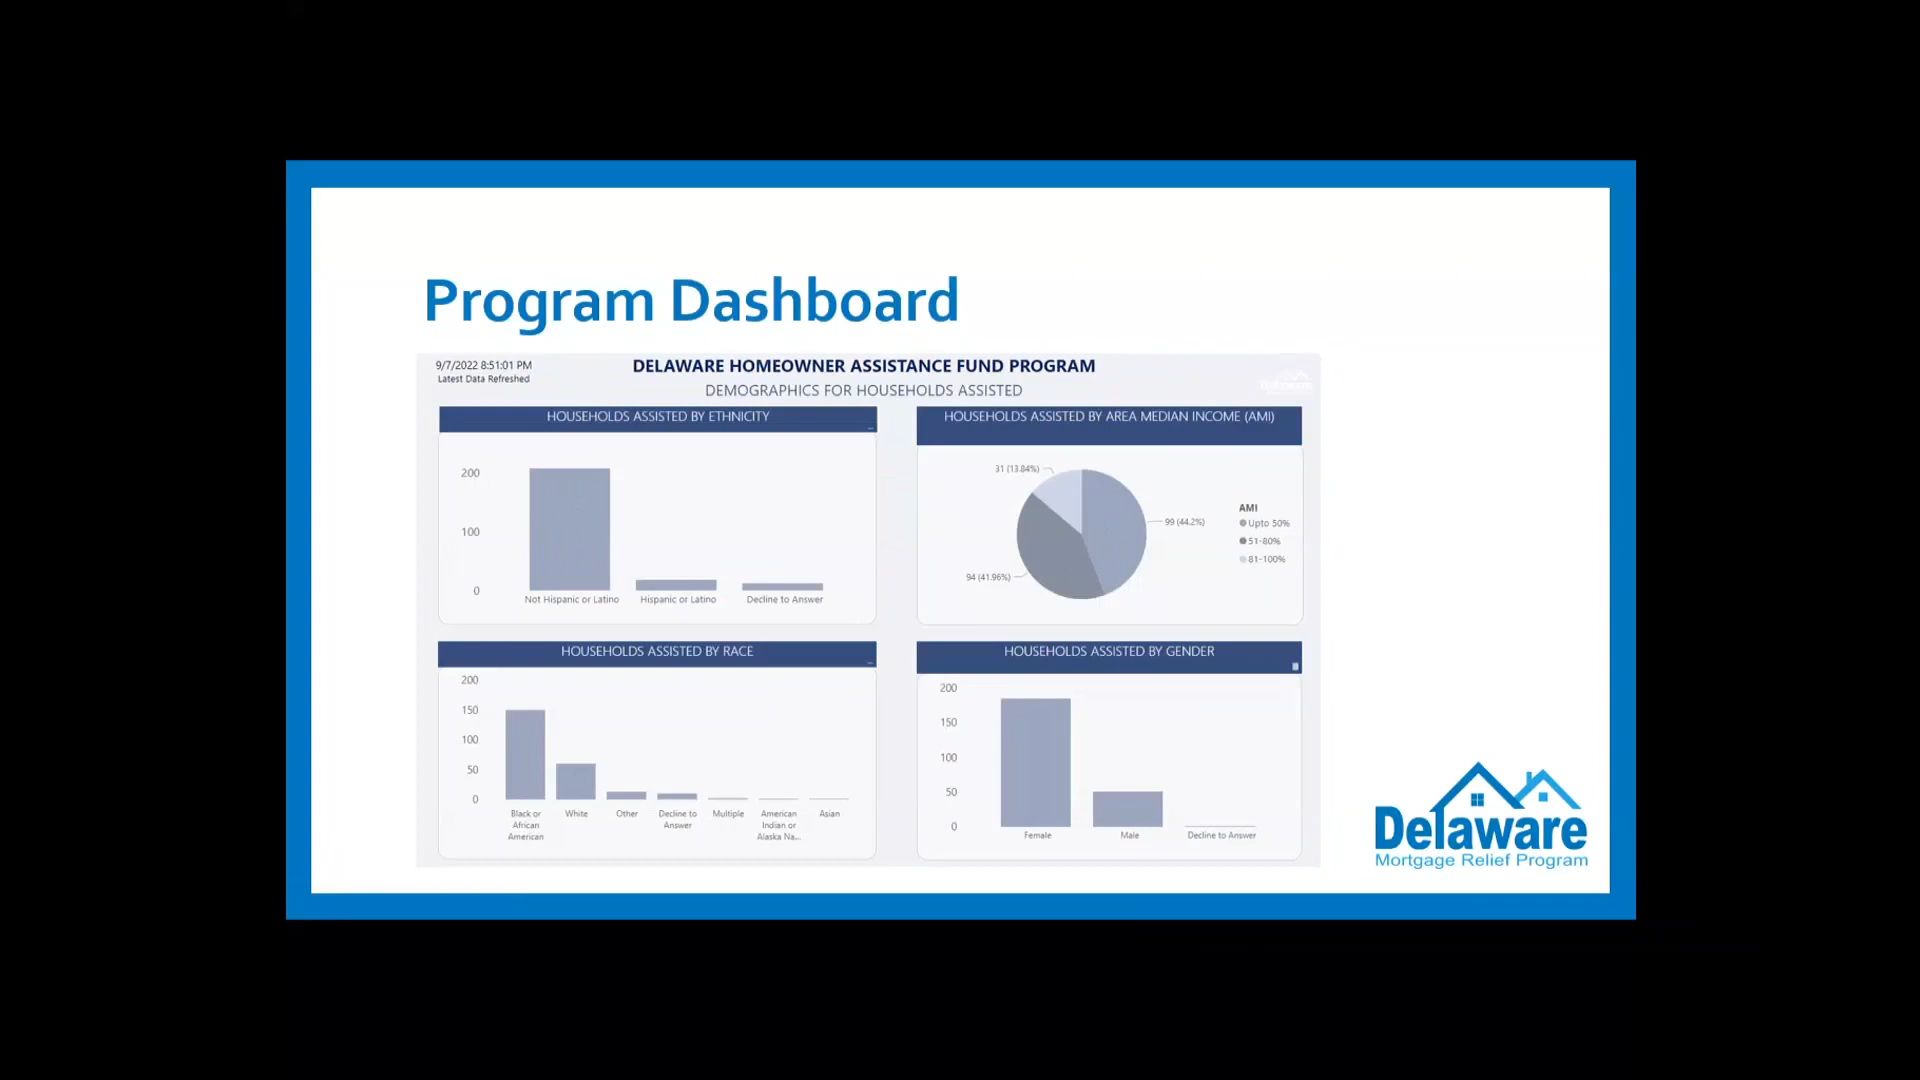 Program Dashboard
9/7/2022 8:51:01 PM
Latest Data Refreshed
DELAWARE HOMEOWNER ASSISTANCE FUND PROGRAM
DEMOGRAPHICS FOR HOUSEHOLDS ASSISTED
HOUSEHOLDS ASSISTED BY ETHNICITY
200
100
0
Not Hispanic or Latino
Hispanic or Latino
Decline to Answer
HOUSEHOLDS ASSISTED BY AREA MEDIAN INCOME (AMI)
31 (13.84%)
99 (44.2%)
94 (41.96%)
AMI
Upto 50%
51-80%
81-100%
HOUSEHOLDS ASSISTED BY RACE
200
150
100
50
0
Black or
African
American
White
Other
Decline to
Answer
Multiple
American
Indian or
Alaska Na...
Asian
HOUSEHOLDS ASSISTED BY GENDER
200
150
100
50
0
Female
Male
Decline to Answer
Delaware
Mortgage Relief Program